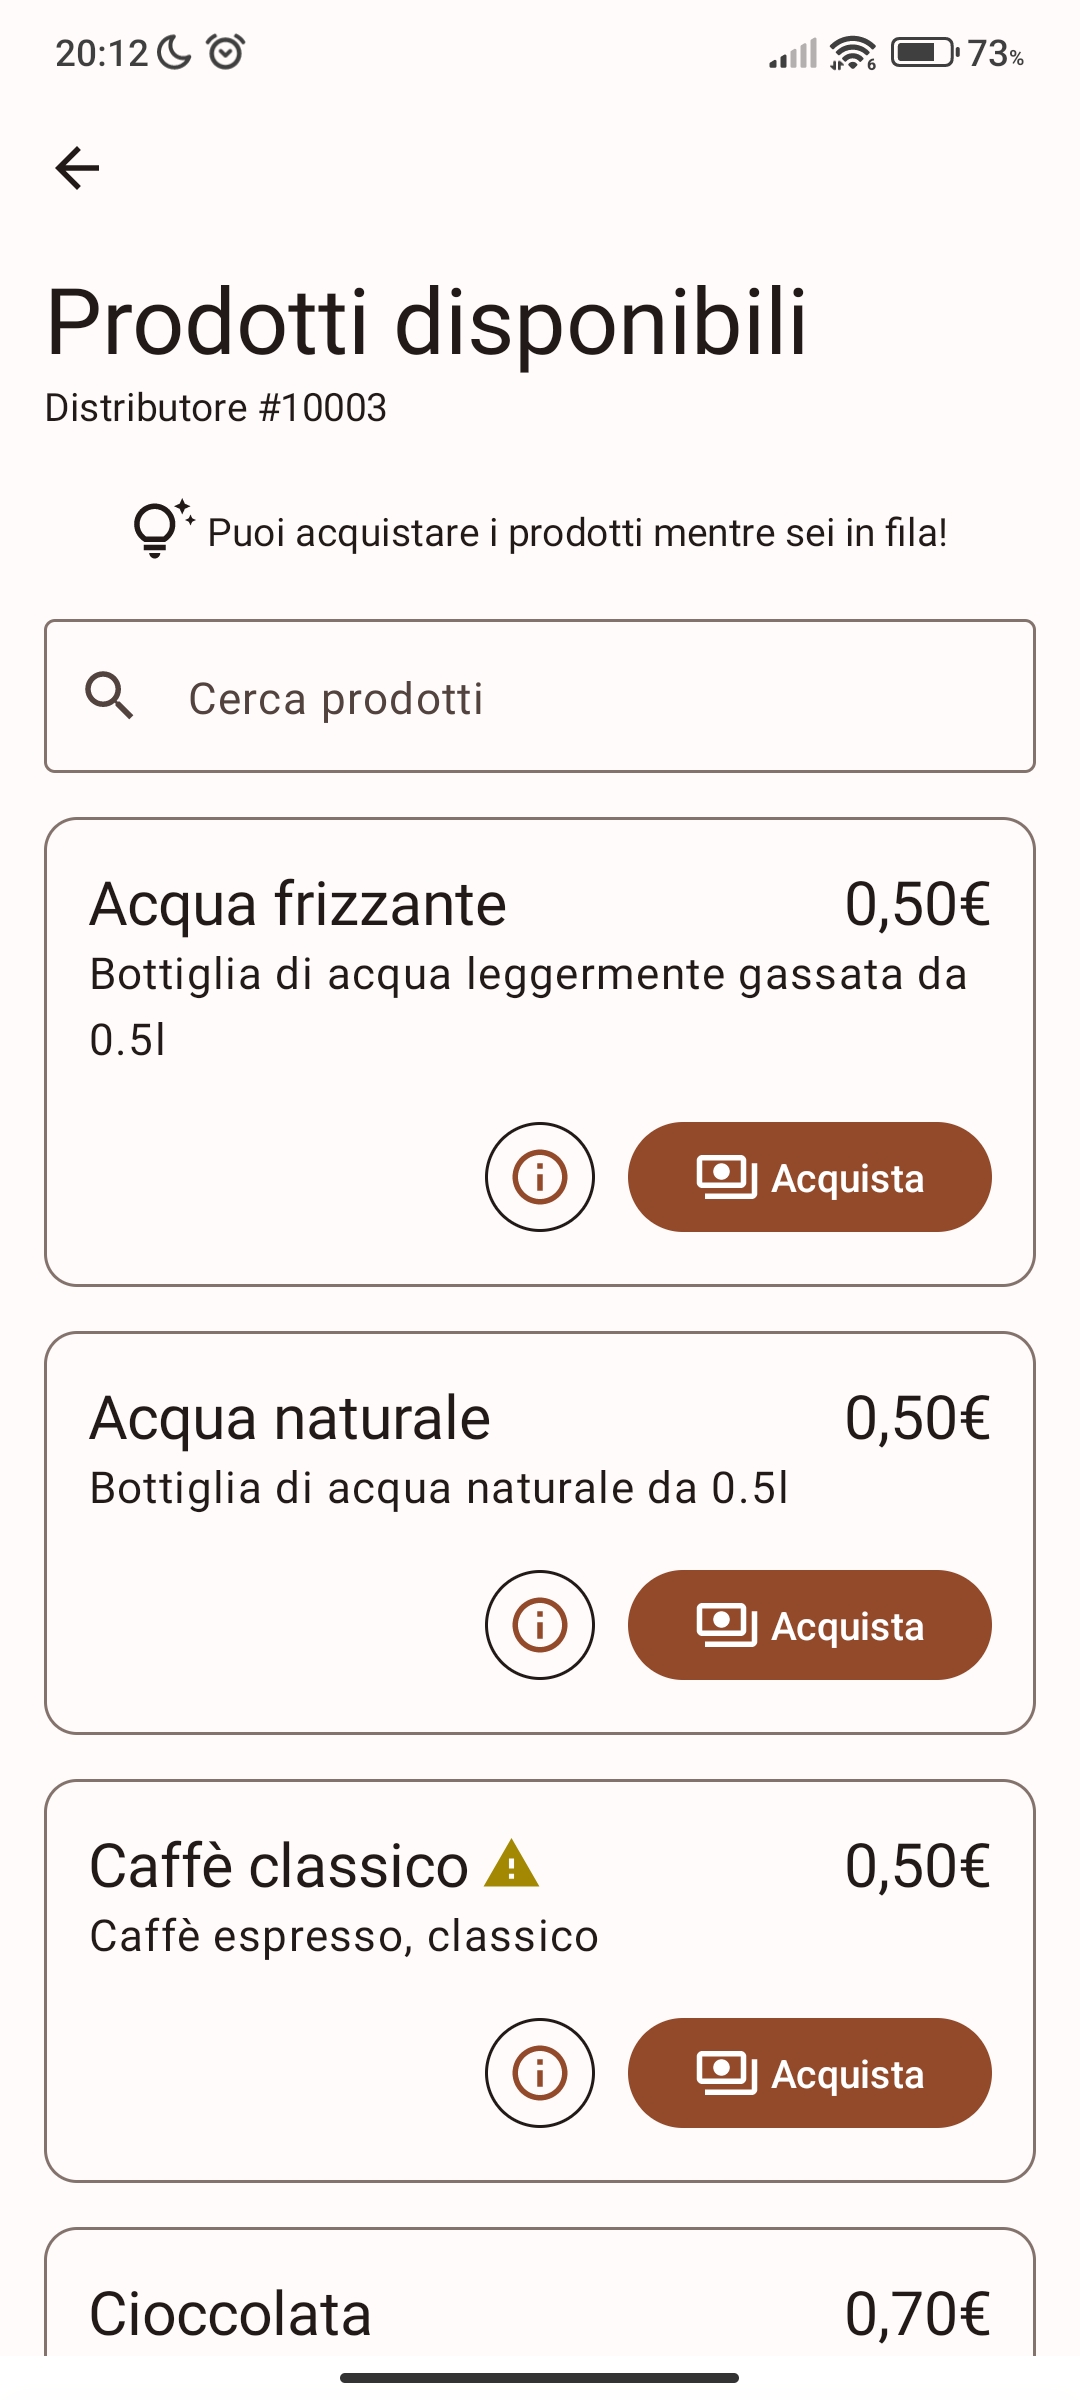 20:12
6
73%
Prodotti disponibili
Distributore #10003
Puoi acquistare i prodotti mentre sei in fila!
Cerca prodotti
Acqua frizzante 0,50€
Bottiglia di acqua leggermente gassata da
0.5l
Acquista
Acqua naturale 0,50€
Bottiglia di acqua naturale da 0.5l
Acquista
Caffè classico 0,50€
Caffè espresso, classico
Acquista
Cioccolata 0,70€